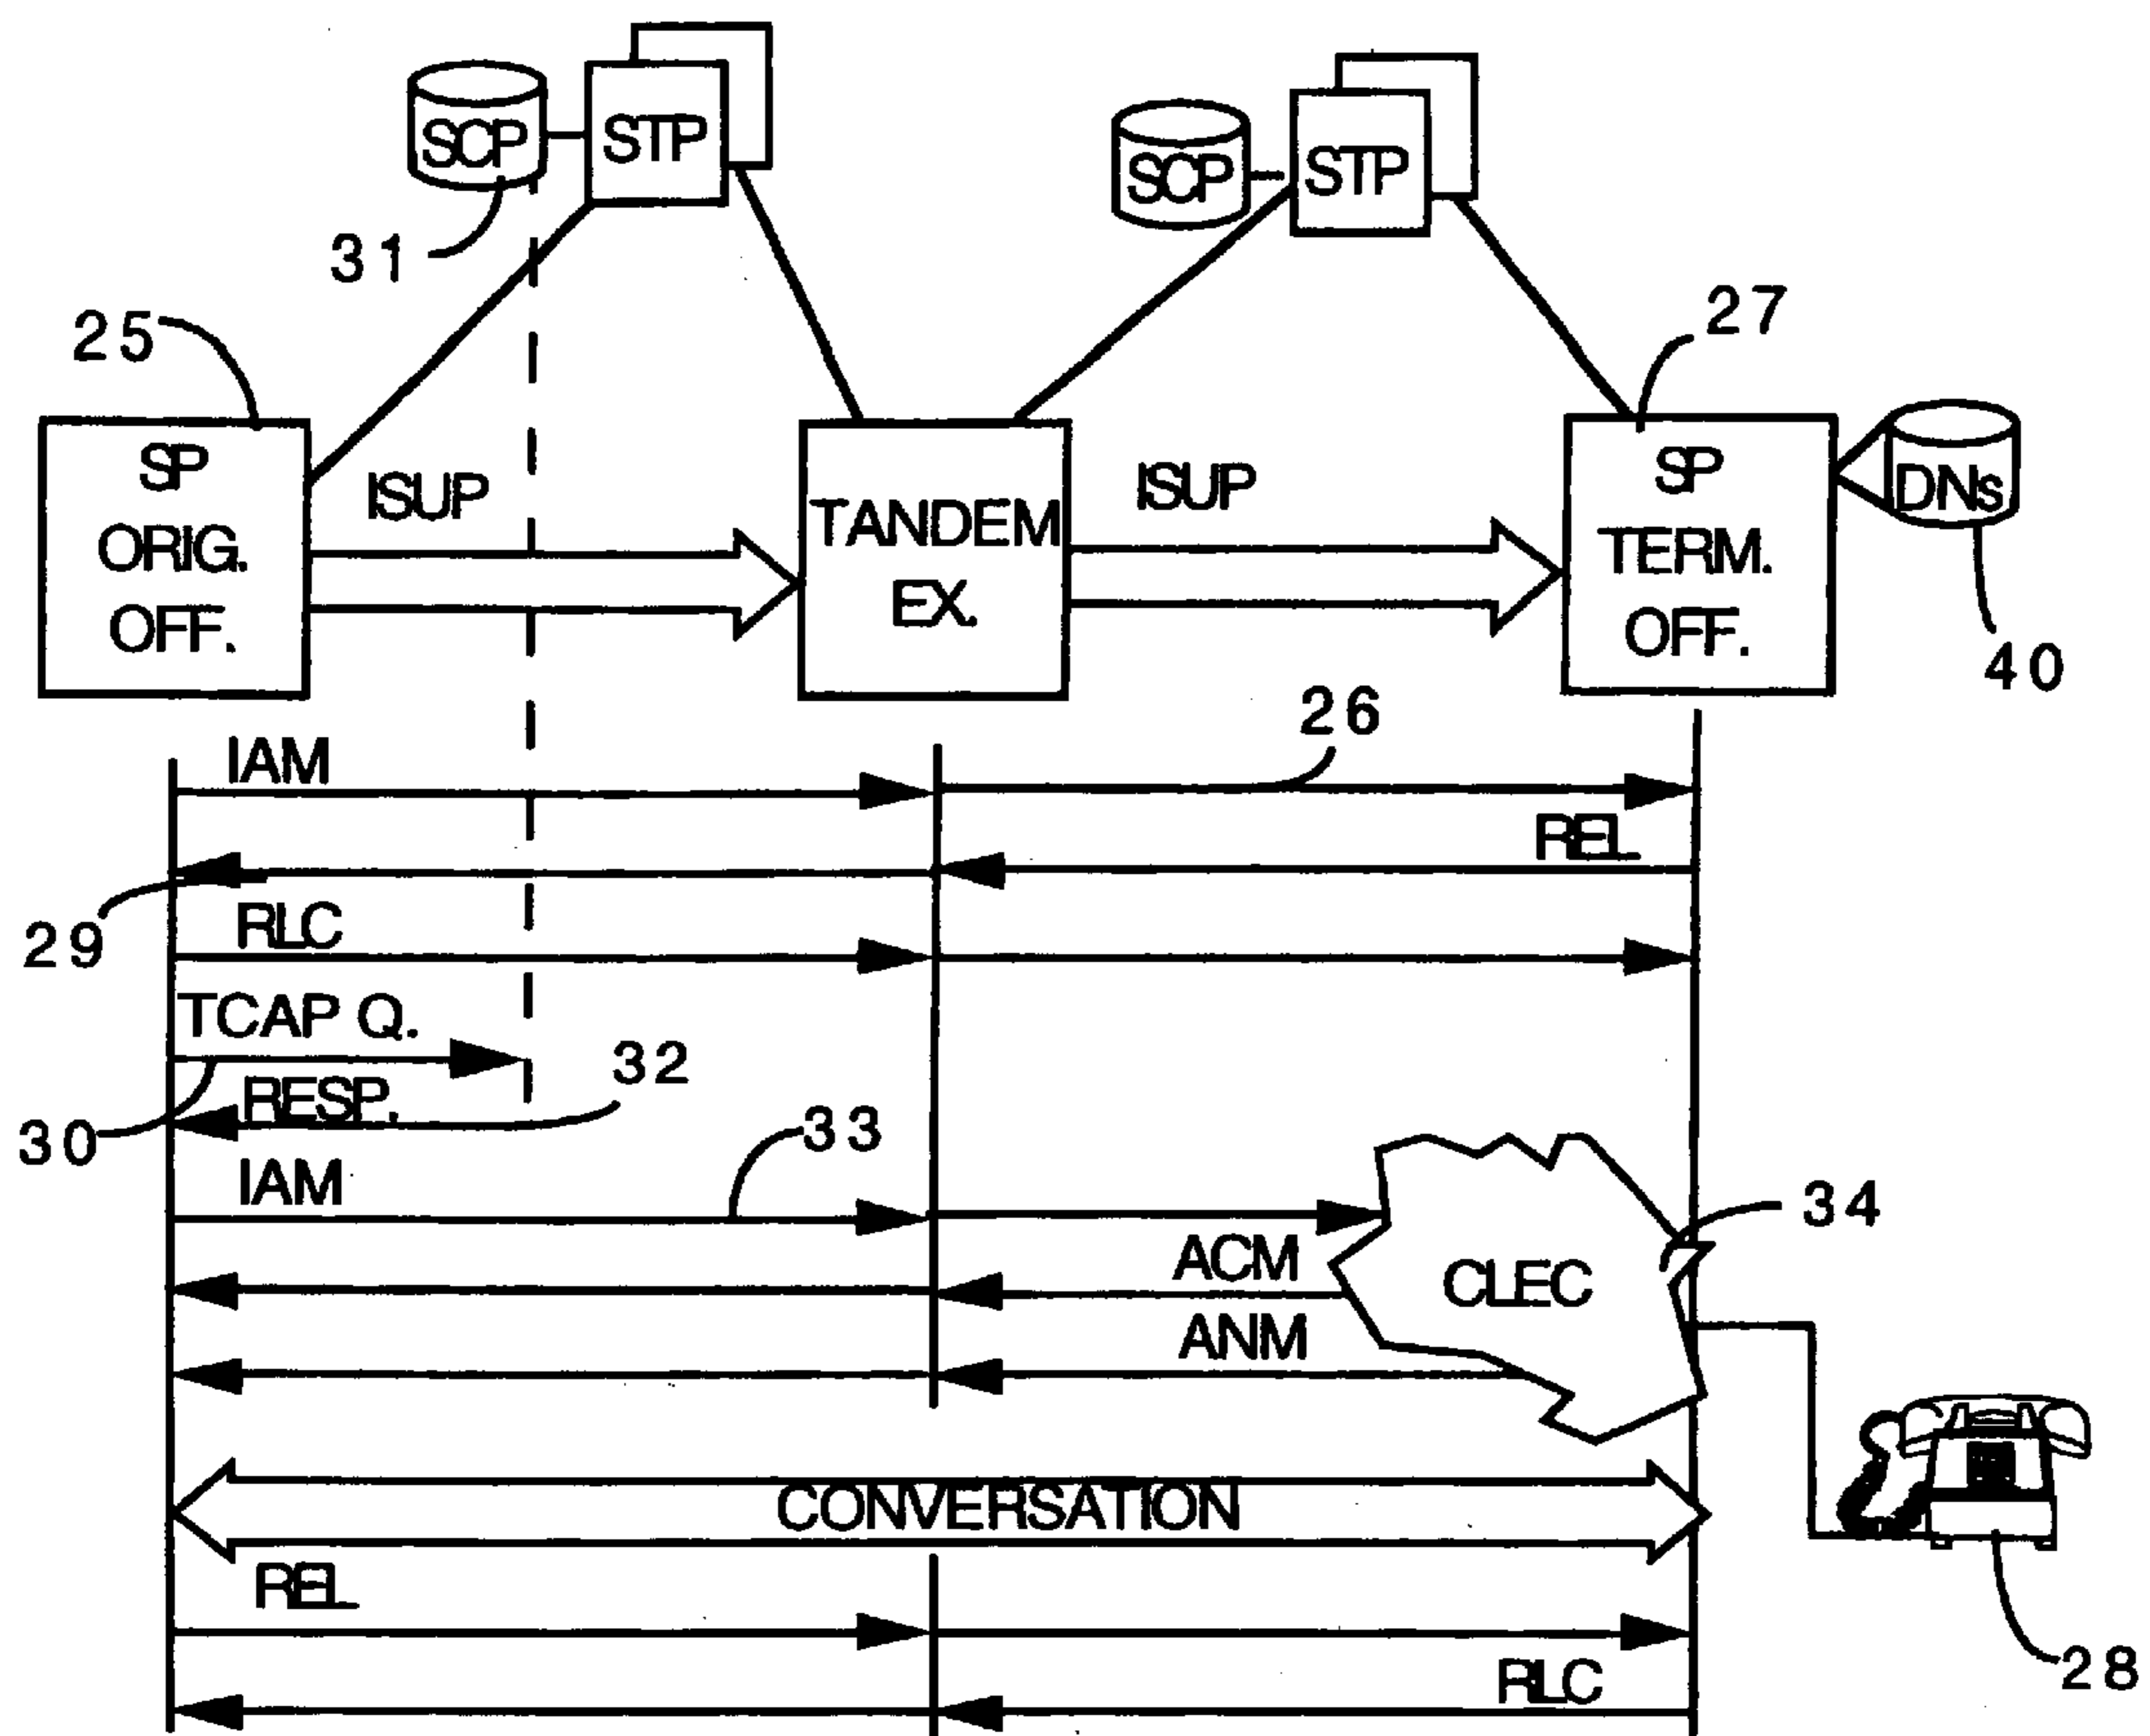 SCP
STP
SCP
STP
31
25
27
SP
ORIG.
OFF.
ISUP
TANDEM
EX.
ISUP
SP
TERM.
OFF.
DNs
40
26
IAM
REL
29
RLC
TCAP Q.
32
30
RESP.
33
IAM
34
ACM
CLEC
ANM
CONVERSATION
REL
RLC
28